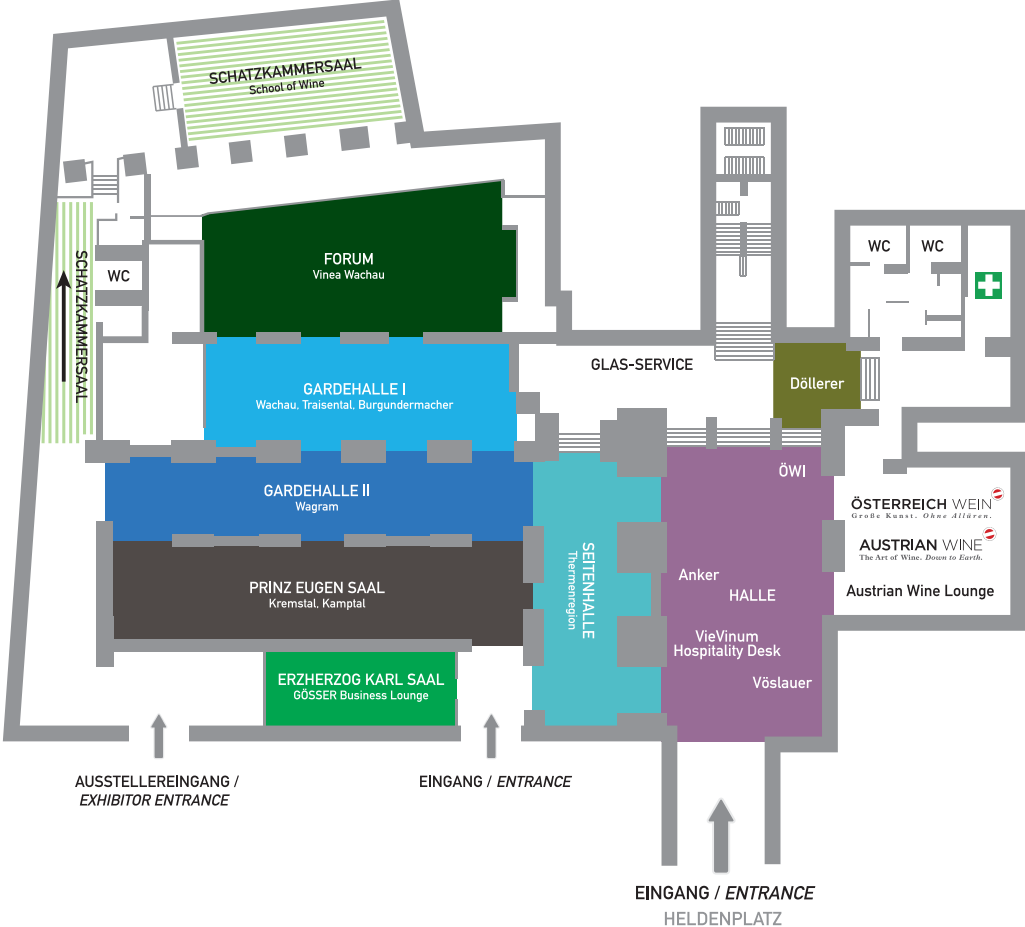 SCHATZKAMMERSAAL
School of Wine
SCHATZKAMMERSAAL
WC
FORUM
Vinea Wachau
WC
WC
GLAS-SERVICE
Döllerer
GARDEHALLE I
Wachau, Traisental, Burgundermacher
GARDEHALLE II
Wagram
PRINZ EUGEN SAAL
Kremstal, Kamptal
ERZHERZOG KARL SAAL
GÖSSER Business Lounge
SEITENHALLE
Thermenregion
ÖWI
Anker
HALLE
VieVinum
Hospitality Desk
Vöslauer
ÖSTERREICH WEIN
Große Kunst. Ohne Allüren.
AUSTRIAN WINE
The Art of Wine. Down to Earth.
Austrian Wine Lounge
AUSSTELLEREINGANG /
EXHIBITOR ENTRANCE
EINGANG / ENTRANCE
EINGANG / ENTRANCE
HELDENPLATZ